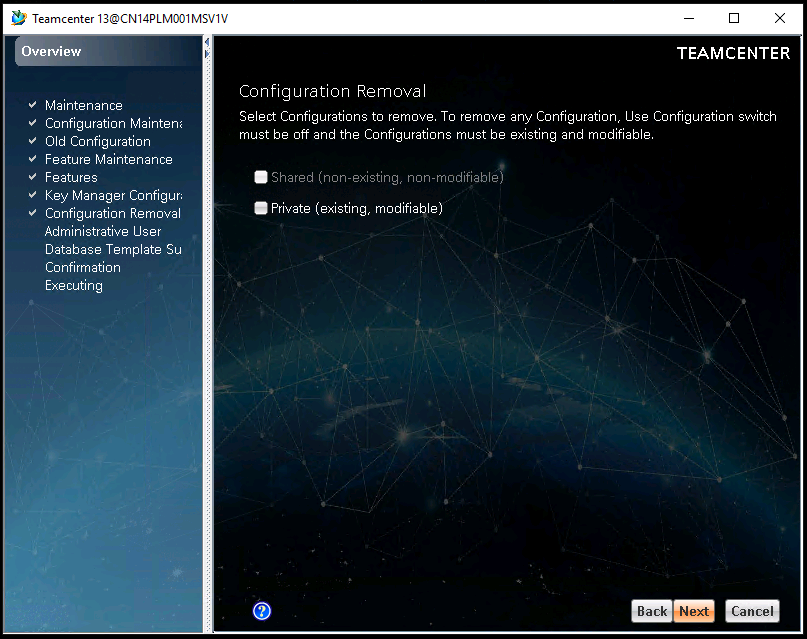 Teamcenter 13@CN14PLM001MSV1V
Overview
TEAMCENTER
Maintenance
Configuration Maintena
Old Configuration
Feature Maintenance
Features
Key Manager Configura
Configuration Removal
Administrative User
Database Template Su
Confirmation
Executing
Configuration Removal
Select Configurations to remove. To remove any Configuration, Use Configuration switch
must be off and the Configurations must be existing and modifiable.
Shared (non-existing, non-modifiable)
Private (existing, modifiable)
?
Back Next Cancel